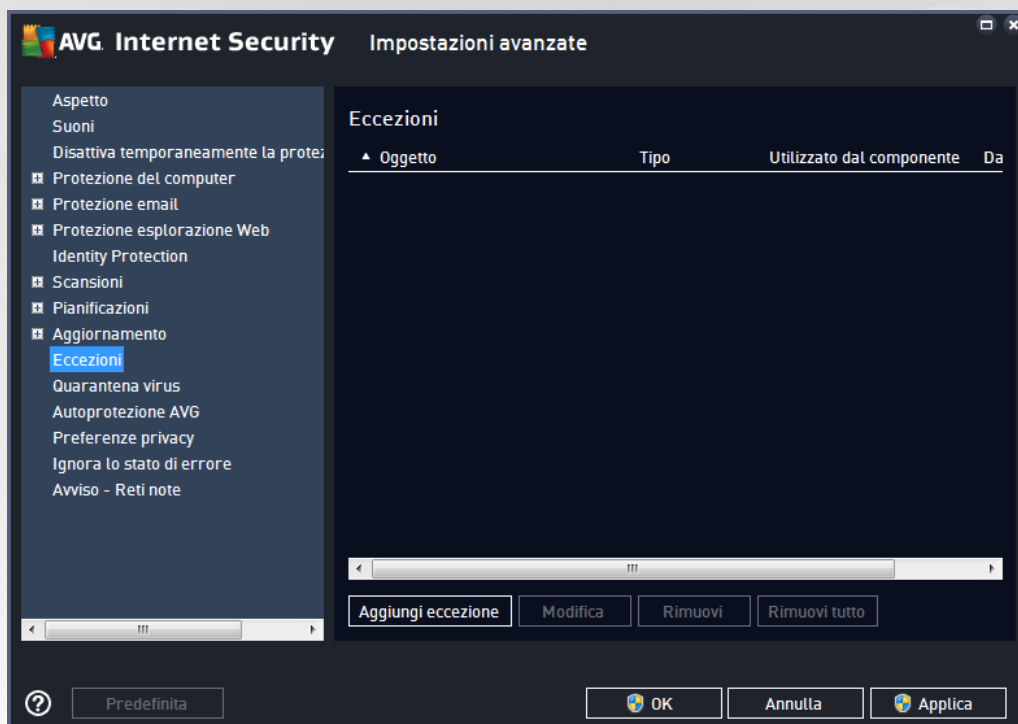 AVG. Internet Security Impostazioni avanzate
Aspetto
Suoni
Disattiva temporaneamente la protez
Protezione del computer
Protezione email
Protezione esplorazione Web
Identity Protection
Scansioni
Pianificazioni
Aggiornamento
Eccezioni
Quarantena virus
Autoprotezione AVG
Preferenze privacy
Ignora lo stato di errore
Avviso - Reti note
Eccezioni
Oggetto Tipo Utilizzato dal componente Da
Aggiungi eccezione Modifica Rimuovi Rimuovi tutto
Predefinita OK Annulla Applica